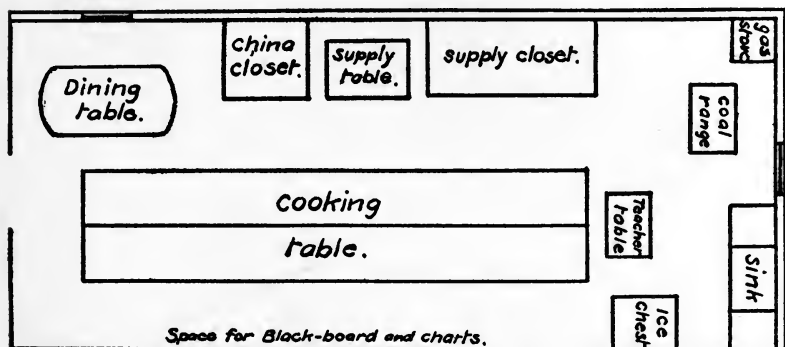 china
closet.
supply
table.
supply closet.
gas
stove
Dining
table.
coal
range
cooking
table.
Teacher
table
sink
Ice
chest
Space for Black-board and charts.